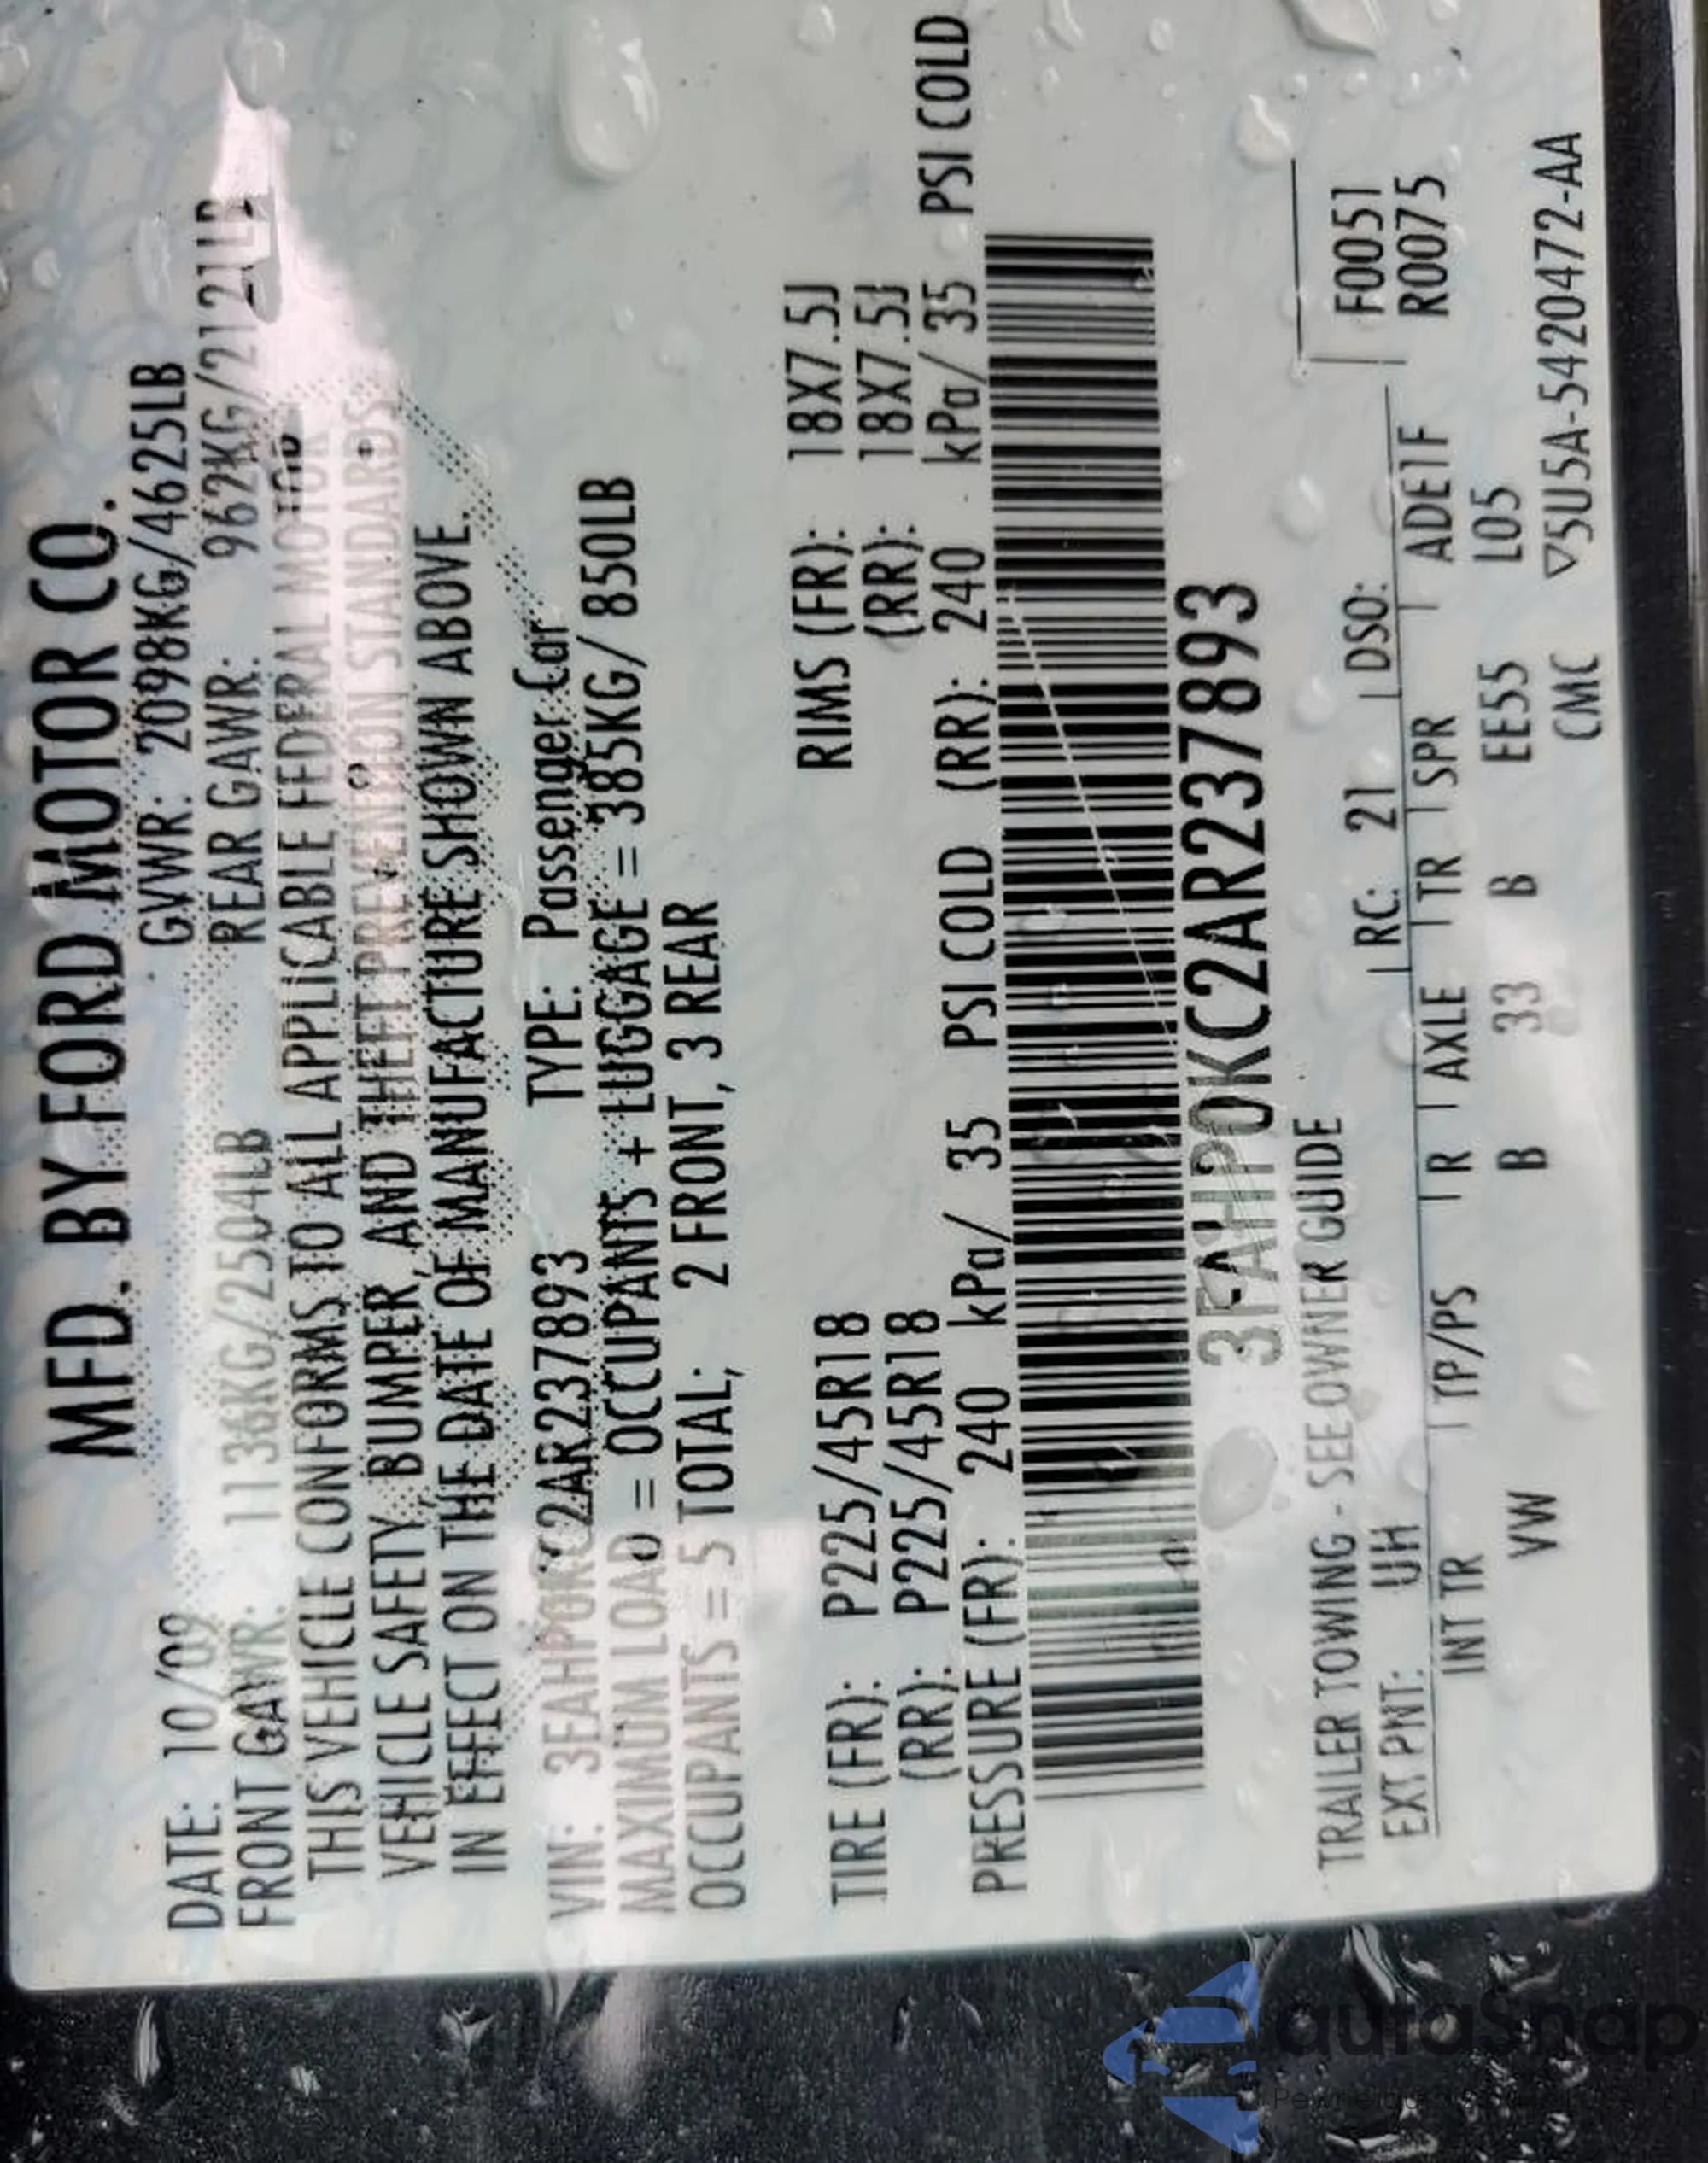 MFD. BY FORD MOTOR CO.
DATE: 10/09 GVWR: 2098KG/4625LB
FRONT GAWR: 1136KG/2504LB REAR GAWR: 962KG/2121LB
THIS VEHICLE CONFORMS TO ALL APPLICABLE FEDERAL MOTOR
VEHICLE SAFETY, BUMPER, AND THEFT PREVENTION STANDARDS
IN EFFECT ON THE DATE OF MANUFACTURE SHOWN ABOVE.
VIN: 3FAHP0KC2AR237893 TYPE: Passenger Car
MAXIMUM LOAD = OCCUPANTS + LUGGAGE = 385KG/ 850LB
OCCUPANTS = 5 TOTAL; 2 FRONT, 3 REAR
TIRE (FR): P225/45R18 RIMS (FR): 18X7.5J
(RR): P225/45R18 (RR): 18X7.5J
PRESSURE (FR): 240 kPa/ 35 PSI COLD (RR): 240 kPa/ 35 PSI COLD
3FAHP0KC2AR237893
TRAILER TOWING - SEE OWNER GUIDE
EXT PNT: UH RC: 21 DSO: F0051
R0075
INT TR TP/PS R AXLE TR SPR ADE1F
VW B 33 B EE55 L05
CMC ▽5U5A-5420472-AA
autasnap